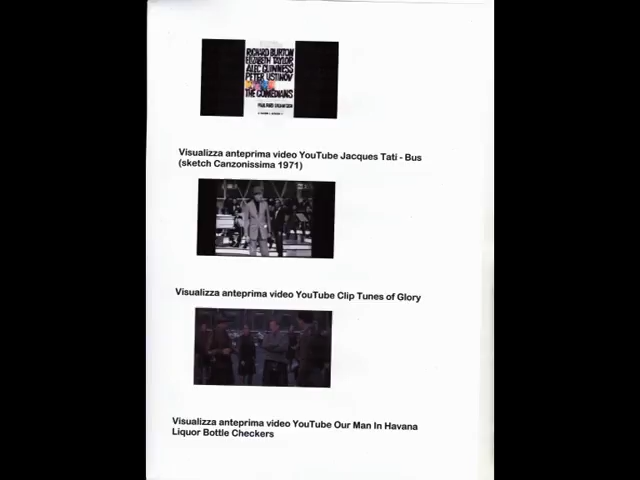 RICHARD BURTON
ELIZABETH TAYLOR
ALEC GUINNESS
PETER USTINOV
THE COMEDIANS
Visualizza anteprima video YouTube Jacques Tati - Bus
(sketch Canzonissima 1971)
Visualizza anteprima video YouTube Clip Tunes of Glory
Visualizza anteprima video YouTube Our Man In Havana
Liquor Bottle Checkers